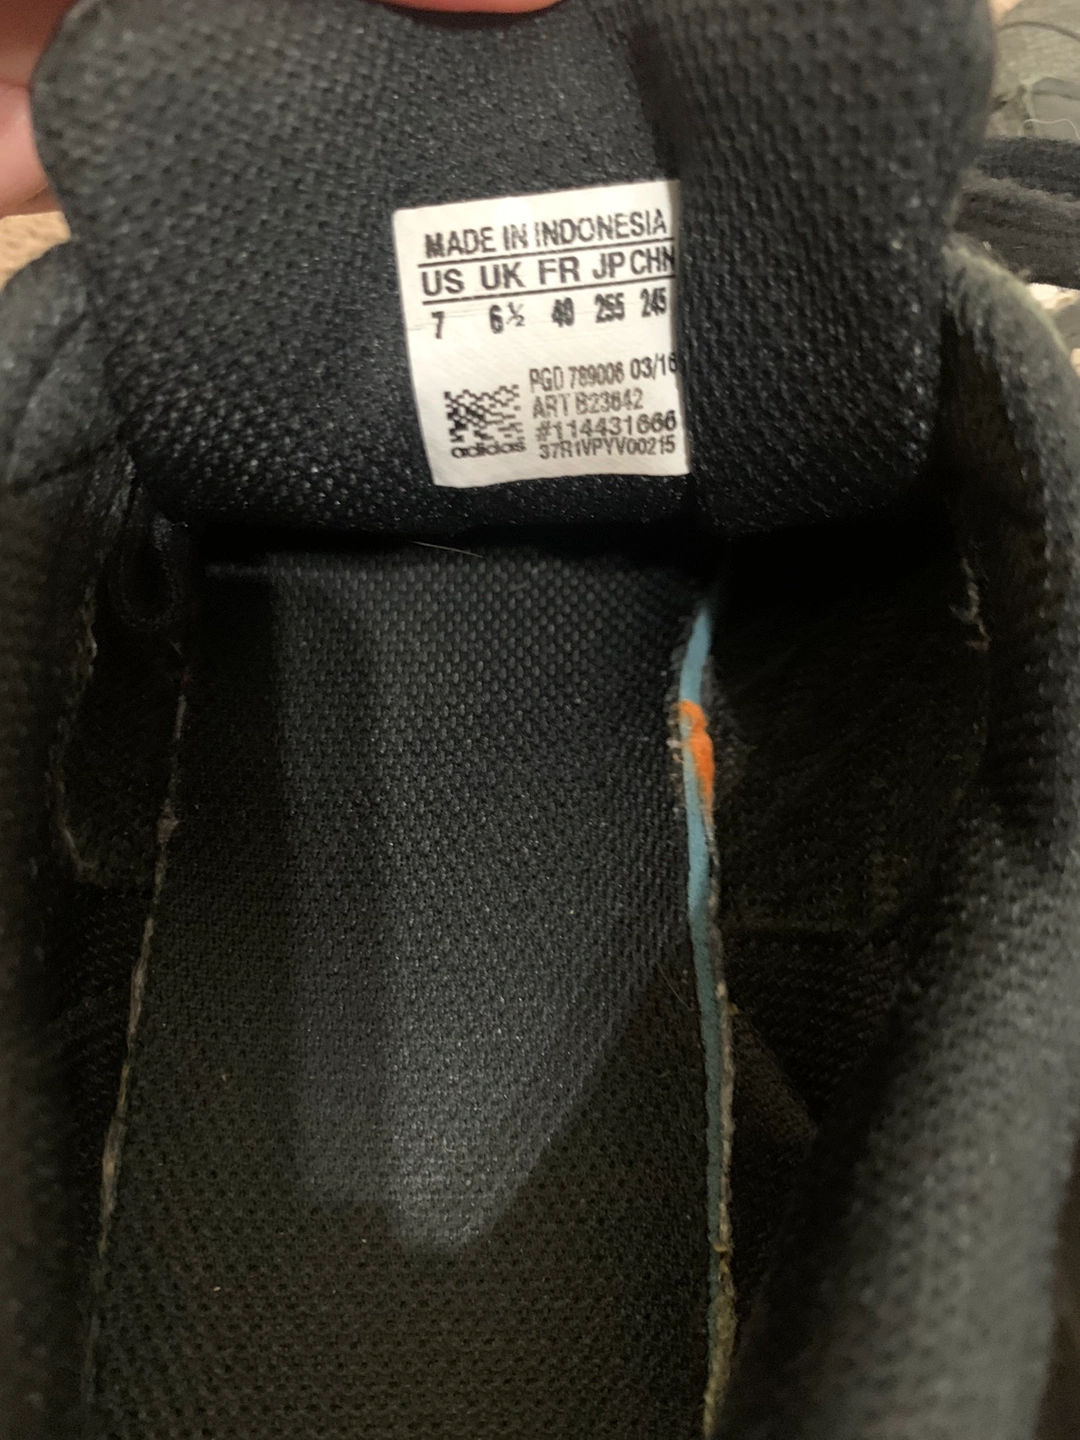 MADE IN INDONESIA
US UK FR JP CHN
7 6½ 40 255 245
PGD 789006 03/16
ART B23642
#114431666
adidas 37R1VPYV00215